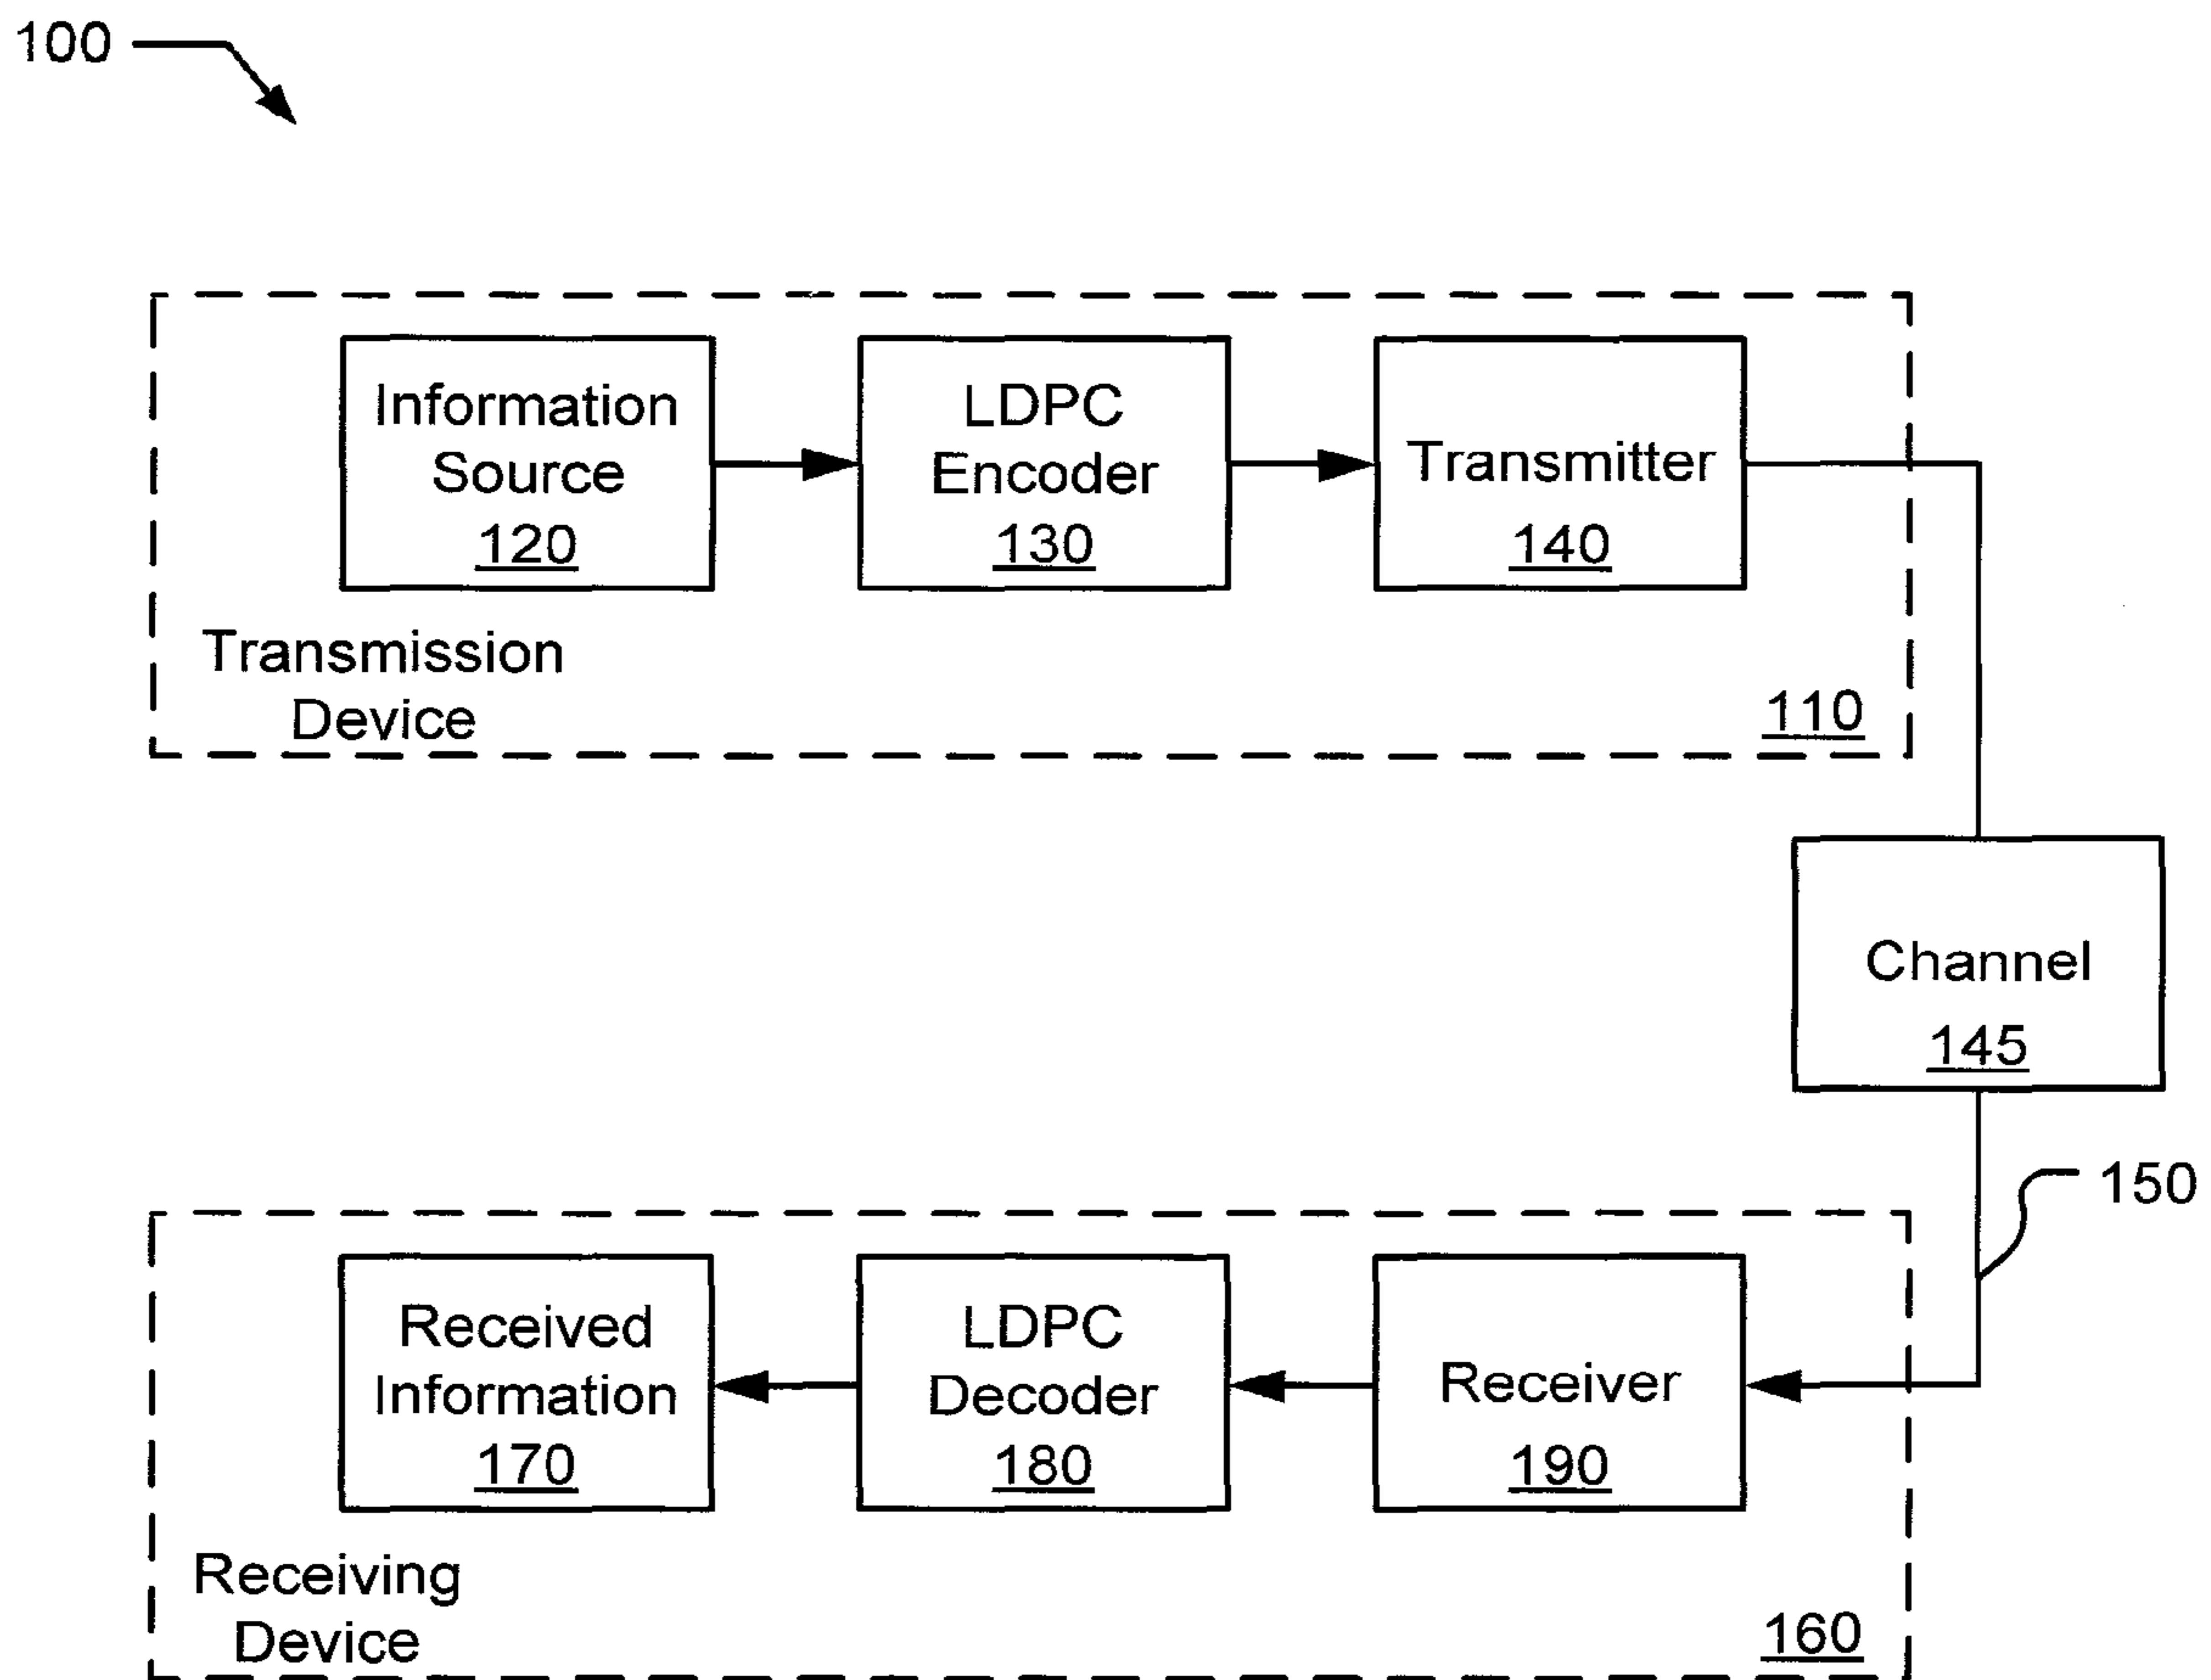 100
Information
Source
120
LDPC
Encoder
130
Transmitter
140
Transmission
Device
110
Channel
145
150
Received
Information
170
LDPC
Decoder
180
Receiver
190
Receiving
Device
160